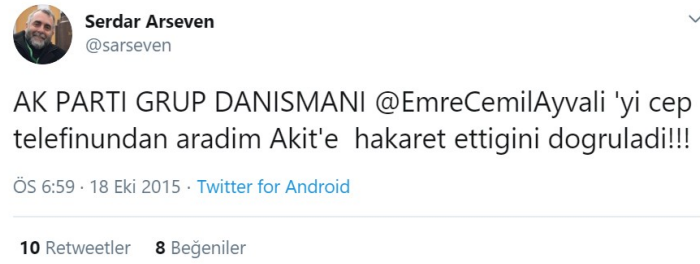 Serdar Arseven
@sarseven
AK PARTI GRUP DANISMANI @EmreCemilAyvali 'yi cep
telefinundan aradim Akit'e  hakaret ettigini dogruladi!!!
ÖS 6:59 · 18 Eki 2015 · Twitter for Android
10 Retweetler 8 Beğeniler